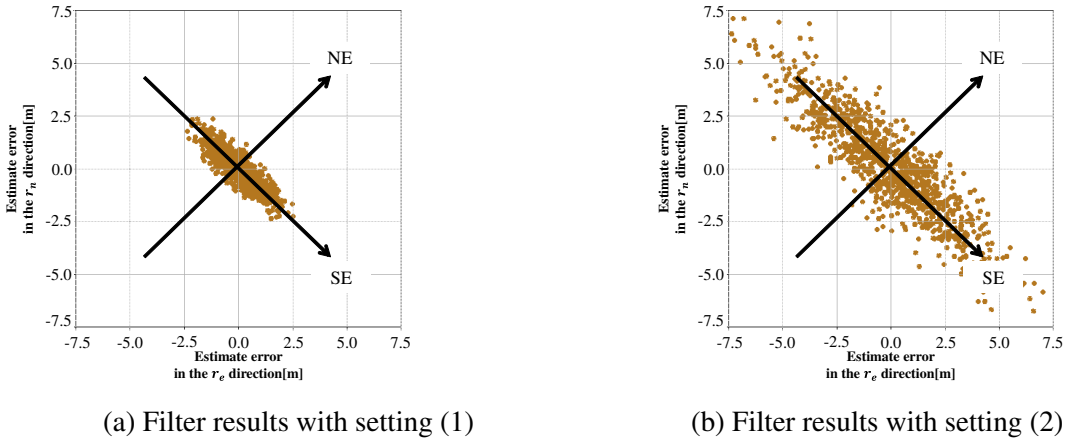 7.5
5.0
2.5
0.0
-2.5
-5.0
-7.5
Estimate error
in the r_n direction[m]
NE
SE
-7.5 -5.0 -2.5 0.0 2.5 5.0 7.5
Estimate error
in the r_e direction[m]
(a) Filter results with setting (1)
7.5
5.0
2.5
0.0
-2.5
-5.0
-7.5
Estimate error
in the r_n direction[m]
NE
SE
-7.5 -5.0 -2.5 0.0 2.5 5.0 7.5
Estimate error
in the r_e direction[m]
(b) Filter results with setting (2)